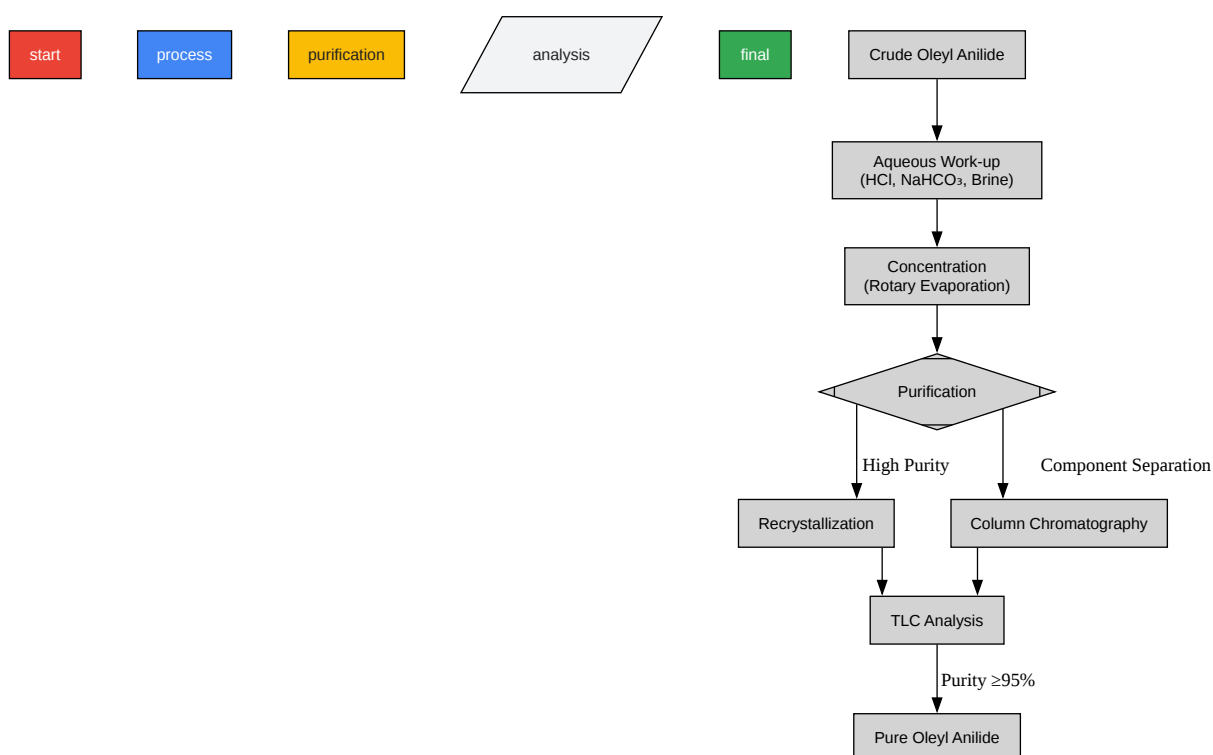 start
process
purification
analysis
final
Crude Oleyl Anilide
Aqueous Work-up
(HCl, NaHCO₃, Brine)
Concentration
(Rotary Evaporation)
Purification
High Purity
Component Separation
Recrystallization
Column Chromatography
TLC Analysis
Purity ≥95%
Pure Oleyl Anilide